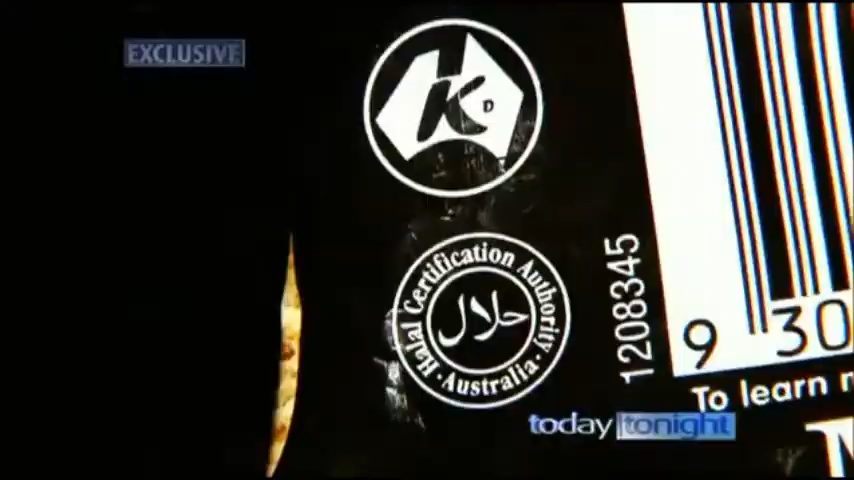 EXCLUSIVE
K D
Halal Certification Authority
حلال
· Australia ·
1208345
9 30
To learn
today tonight